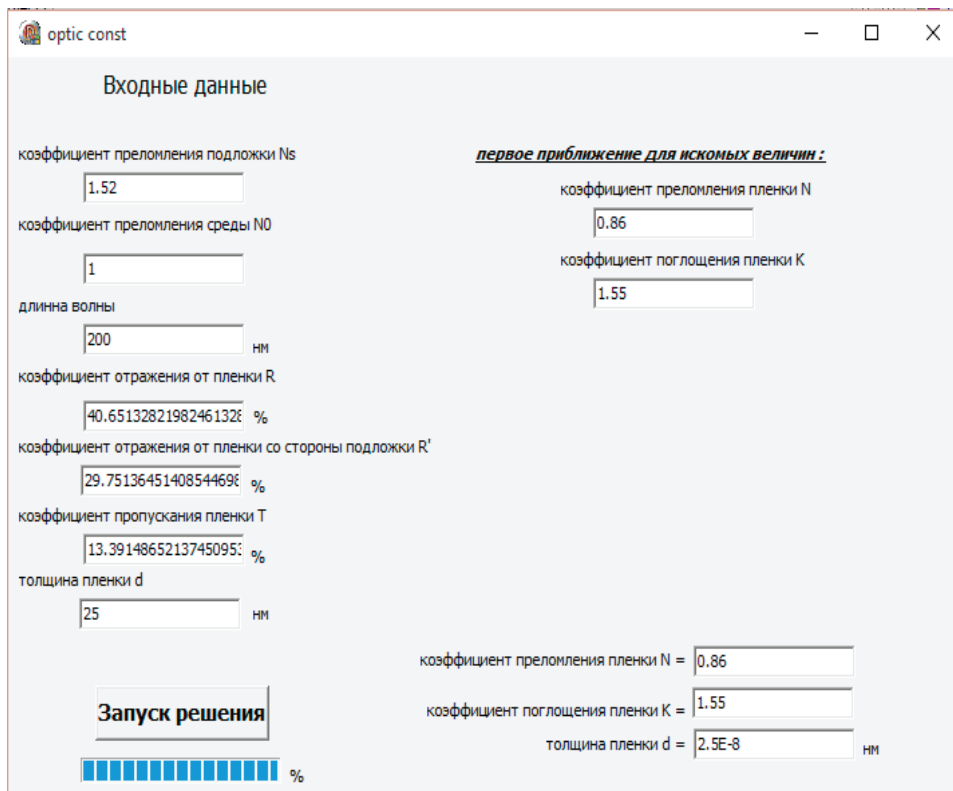 optic const
Входные данные
коэффициент преломления подложки Ns
1.52
коэффициент преломления среды N0
1
длинна волны
200 нм
коэффициент отражения от пленки R
40.65132821982461328 %
коэффициент отражения от пленки со стороны подложки R'
29.75136451408544698 %
коэффициент пропускания пленки T
13.39148652137450953 %
толщина пленки d
25 нм
Запуск решения
%
первое приближение для искомых величин :
коэффициент преломления пленки N
0.86
коэффициент поглощения пленки K
1.55
коэффициент преломления пленки N = 0.86
коэффициент поглощения пленки K = 1.55
толщина пленки d = 2.5E-8 нм